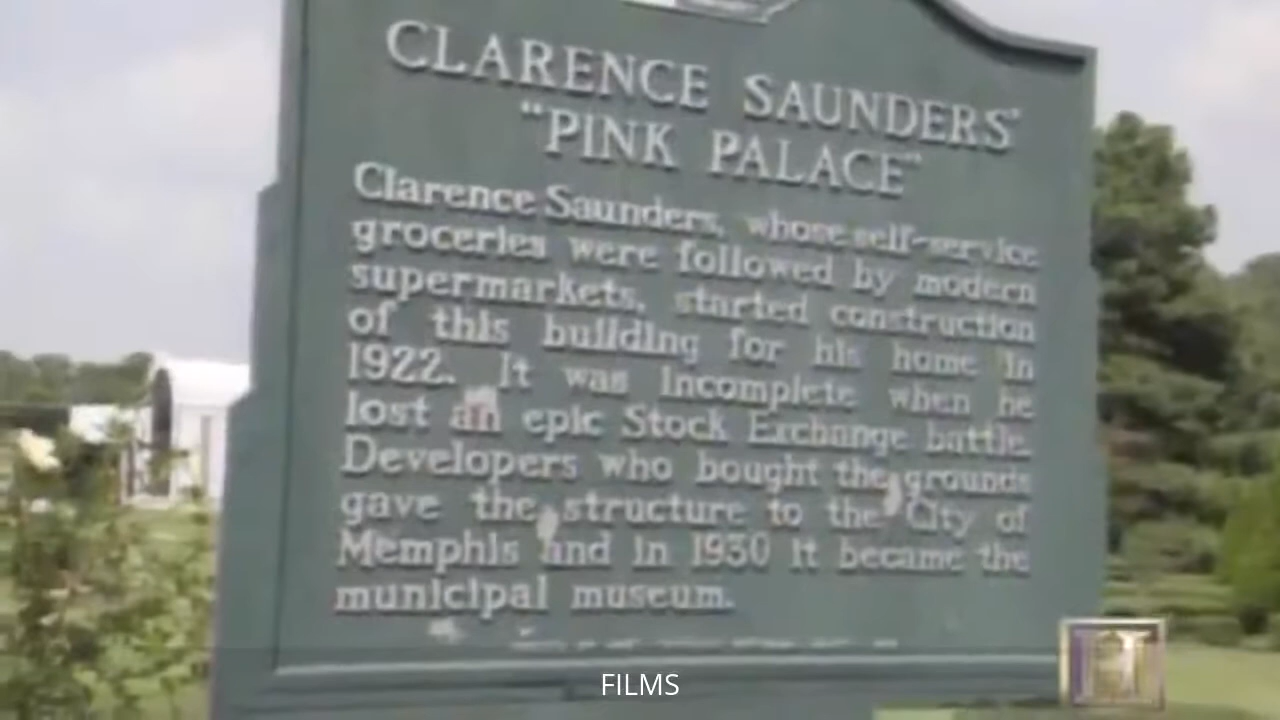 CLARENCE SAUNDERS'
"PINK PALACE"
Clarence Saunders, whose self-service
groceries were followed by modern
supermarkets, started construction
of this building for his home in
1922. It was incomplete when he
lost an epic Stock Exchange battle.
Developers who bought the grounds
gave the structure to the City of
Memphis and in 1930 it became the
municipal museum.
FILMS